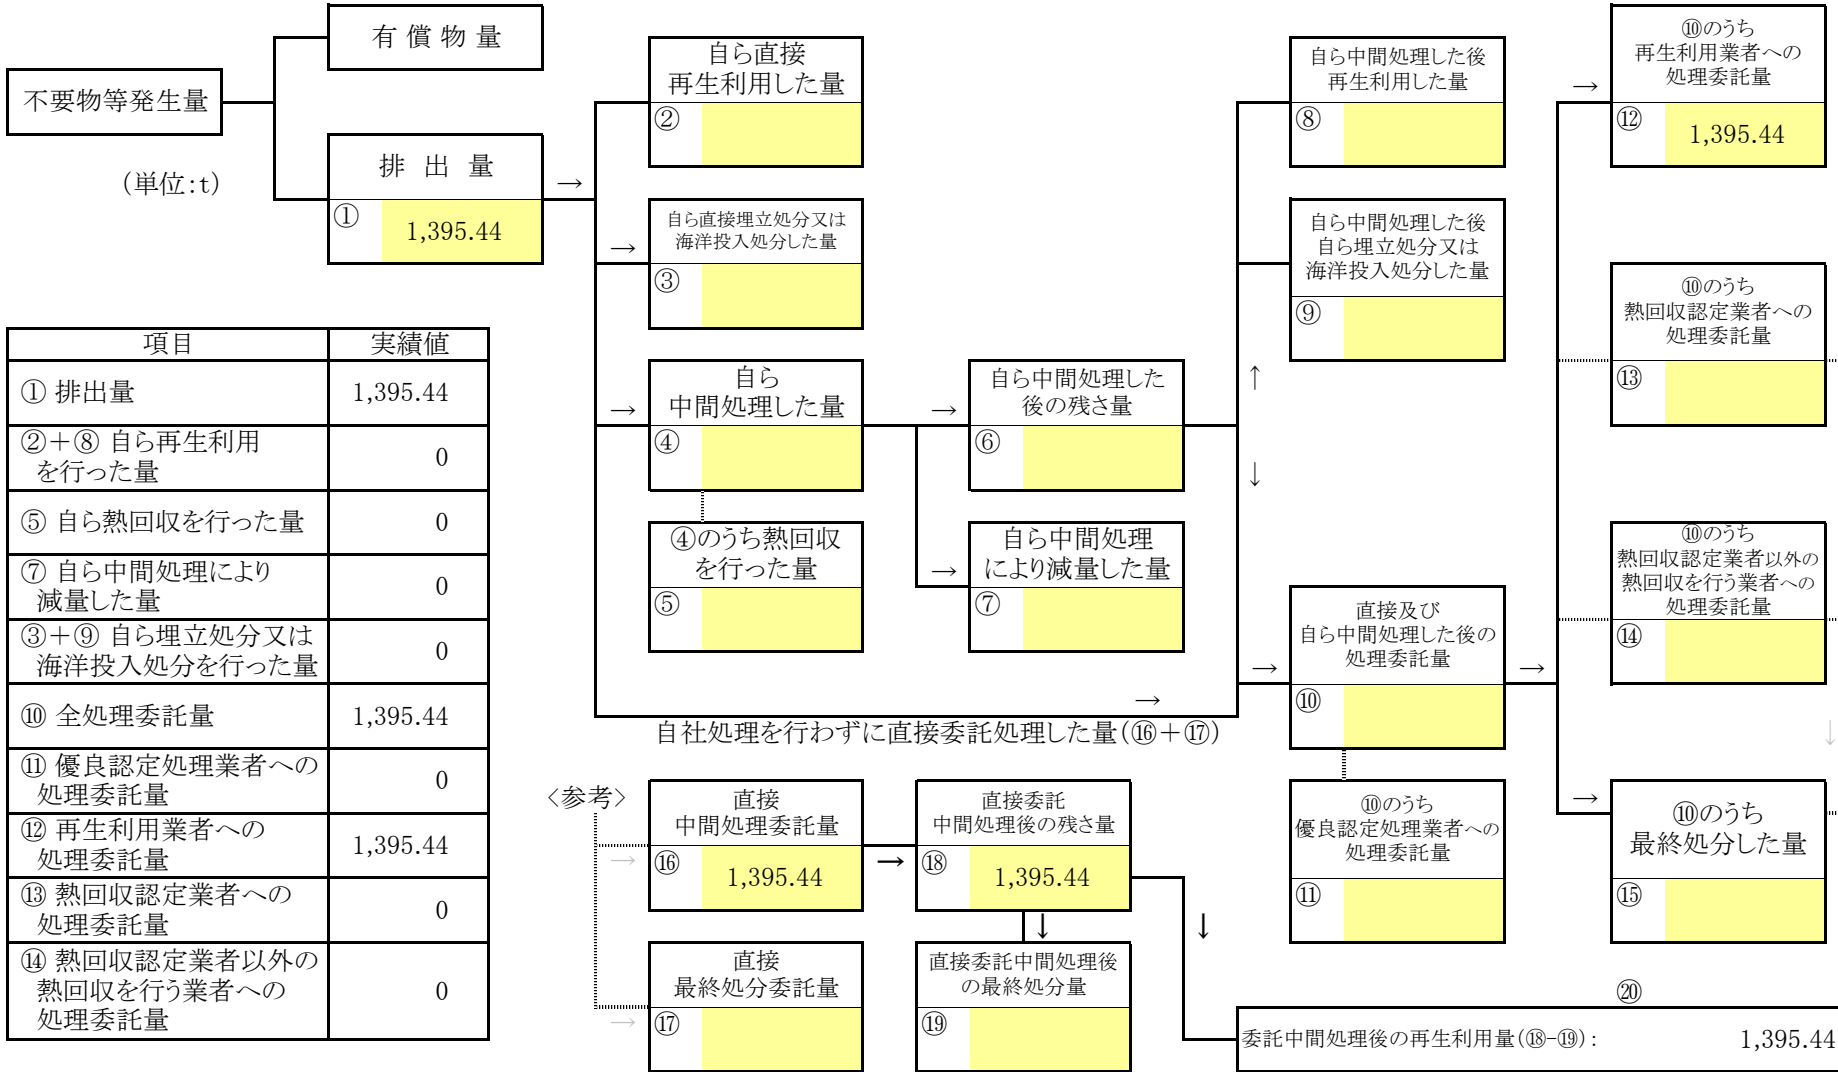 有 償 物 量
不要物等発生量
(単位:t)
排 出 量
①
1,395.44
→
自ら直接
再生利用した量
②
→
自ら直接埋立処分又は
海洋投入処分した量
③
→
自ら
中間処理した量
④
④のうち熱回収
を行った量
⑤
→
自ら中間処理した
後の残さ量
⑥
→
自ら中間処理
により減量した量
⑦
自ら中間処理した後
再生利用した量
⑧
自ら中間処理した後
自ら埋立処分又は
海洋投入処分した量
⑨
↑
↓
→
自社処理を行わずに直接委託処理した量(⑯+⑰)
→
直接及び
自ら中間処理した後の
処理委託量
⑩
⑩のうち
優良認定処理業者への
処理委託量
⑪
→
→
⑩のうち
再生利用業者への
処理委託量
⑫
1,395.44
⑩のうち
熱回収認定業者への
処理委託量
⑬
⑩のうち
熱回収認定業者以外の
熱回収を行う業者への
処理委託量
⑭
↓
→
⑩のうち
最終処分した量
⑮
項目 実績値
① 排出量 1,395.44
②+⑧ 自ら再生利用
を行った量 0
⑤ 自ら熱回収を行った量 0
⑦ 自ら中間処理により
減量した量 0
③+⑨ 自ら埋立処分又は
海洋投入処分を行った量 0
⑩ 全処理委託量 1,395.44
⑪ 優良認定処理業者への
処理委託量 0
⑫ 再生利用業者への
処理委託量 1,395.44
⑬ 熱回収認定業者への
処理委託量 0
⑭ 熱回収認定業者以外の
熱回収を行う業者への
処理委託量 0
<参考>
→
直接
中間処理委託量
⑯
1,395.44
→
直接委託
中間処理後の残さ量
⑱
1,395.44
↓
↓
→
直接
最終処分委託量
⑰
直接委託中間処理後
の最終処分量
⑲
⑳
委託中間処理後の再生利用量(⑱-⑲): 1,395.44